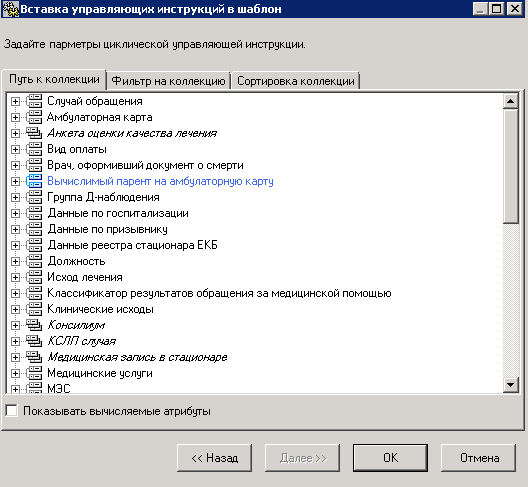 Вставка управляющих инструкций в шаблон
Задайте парметры циклической управляющей инструкции.
Путь к коллекции Фильтр на коллекцию Сортировка коллекции
Случай обращения
Амбулаторная карта
Анкета оценки качества лечения
Вид оплаты
Врач, оформивший документ о смерти
Вычислимый парент на амбулаторную карту
Группа Д-наблюдения
Данные по госпитализации
Данные по призывнику
Данные реестра стационара ЕКБ
Должность
Исход лечения
Классификатор результатов обращения за медицинской помощью
Клинические исходы
Консилиум
КСЛП случая
Медицинская запись в стационаре
Медицинские услуги
МЭС
Показывать вычисляемые атрибуты
<< Назад Далее >> OK Отмена